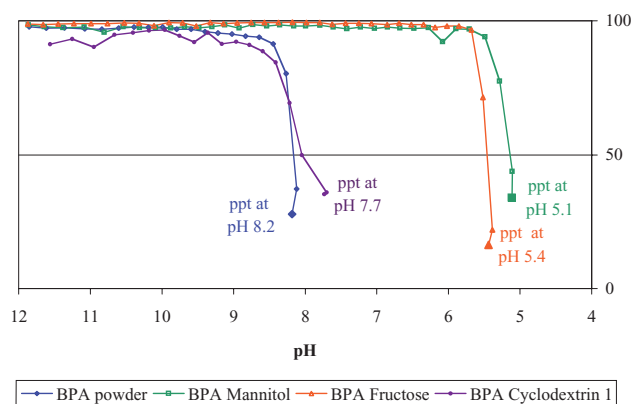 100
50
0
ppt at
pH 8.2
ppt at
pH 7.7
ppt at
pH 5.1
ppt at
pH 5.4
12 11 10 9 8 7 6 5 4
pH
BPA powder BPA Mannitol BPA Fructose BPA Cyclodextrin 1